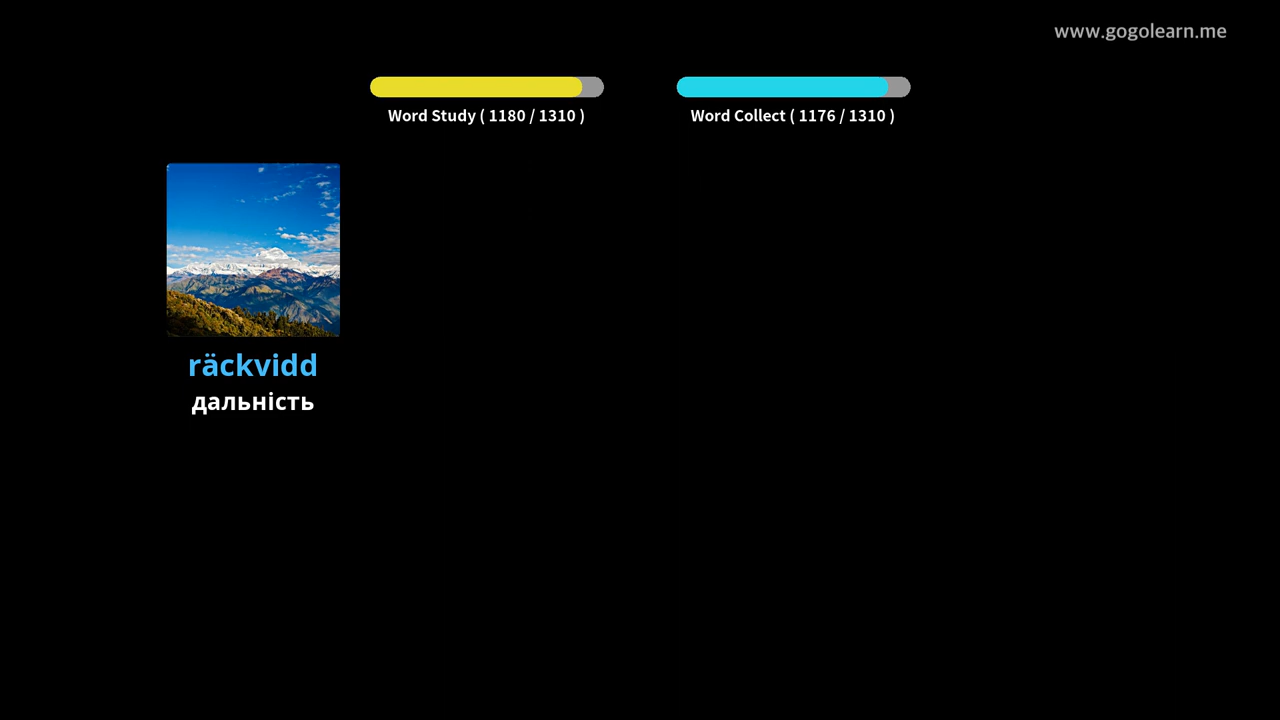 www.gogolearn.me
Word Study ( 1180 / 1310 )
Word Collect ( 1176 / 1310 )
räckvidd
дальність